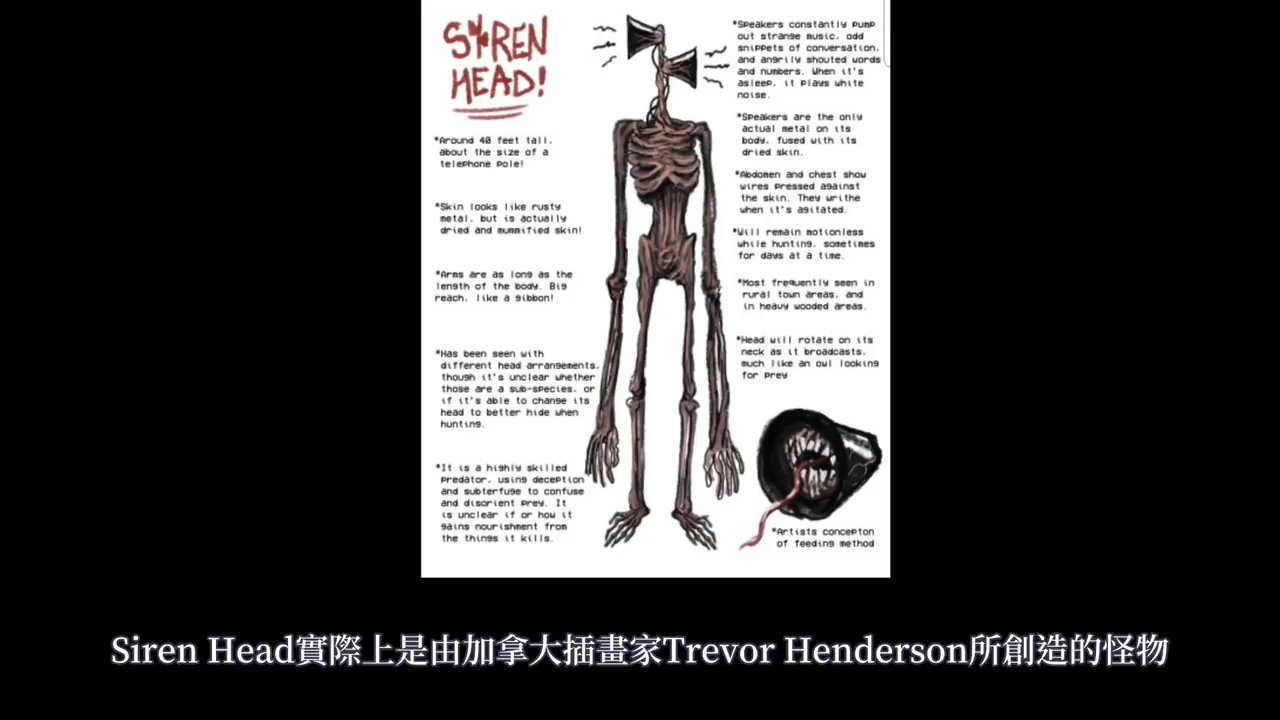 SIREN
HEAD!
*Around 40 feet tall,
about the size of a
telephone pole!
*Skin looks like rusty
metal, but is actually
dried and mummified skin!
*Arms are as long as the
length of the body. Big
reach, like a gibbon!
*Has been seen with
different head arrangements,
though it's unclear whether
those are a sub-species, or
if it's able to change its
head to better hide when
hunting.
*It is a highly skilled
predator, using deception
and subterfuge to confuse
and disorient prey. It
is unclear if or how it
gains nourishment from
the things it kills.
*Speakers constantly pump
out strange music, odd
snippets of conversation,
and angrily shouted words
and numbers. When it's
asleep, it plays white
noise.
*Speakers are the only
actual metal on its
body, fused with its
dried skin.
*Abdomen and chest show
wires pressed against
the skin. They writhe
when it's agitated.
*Will remain motionless
while hunting, sometimes
for days at a time.
*Most frequently seen in
rural town areas, and
in heavy wooded areas.
*Head will rotate on its
neck as it broadcasts,
much like an owl looking
for prey
*Artists concepton
of feeding method
Siren Head實際上是由加拿大插畫家Trevor Henderson所創造的怪物